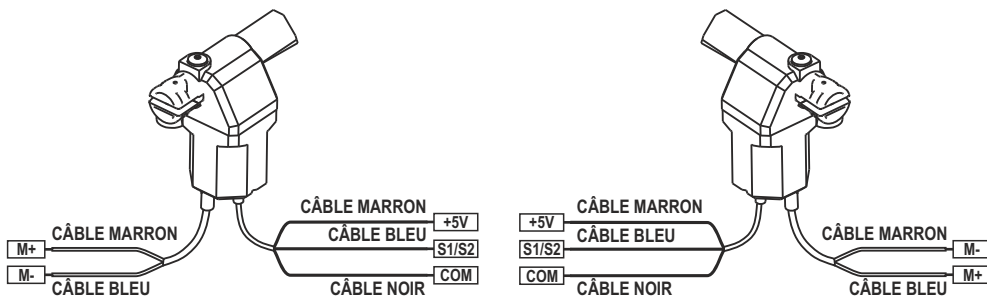 CÂBLE MARRON
M+
M-
CÂBLE BLEU
CÂBLE MARRON
+5V
CÂBLE BLEU
S1/S2
COM
CÂBLE NOIR
CÂBLE MARRON
+5V
CÂBLE BLEU
S1/S2
COM
CÂBLE NOIR
CÂBLE MARRON
M-
M+
CÂBLE BLEU